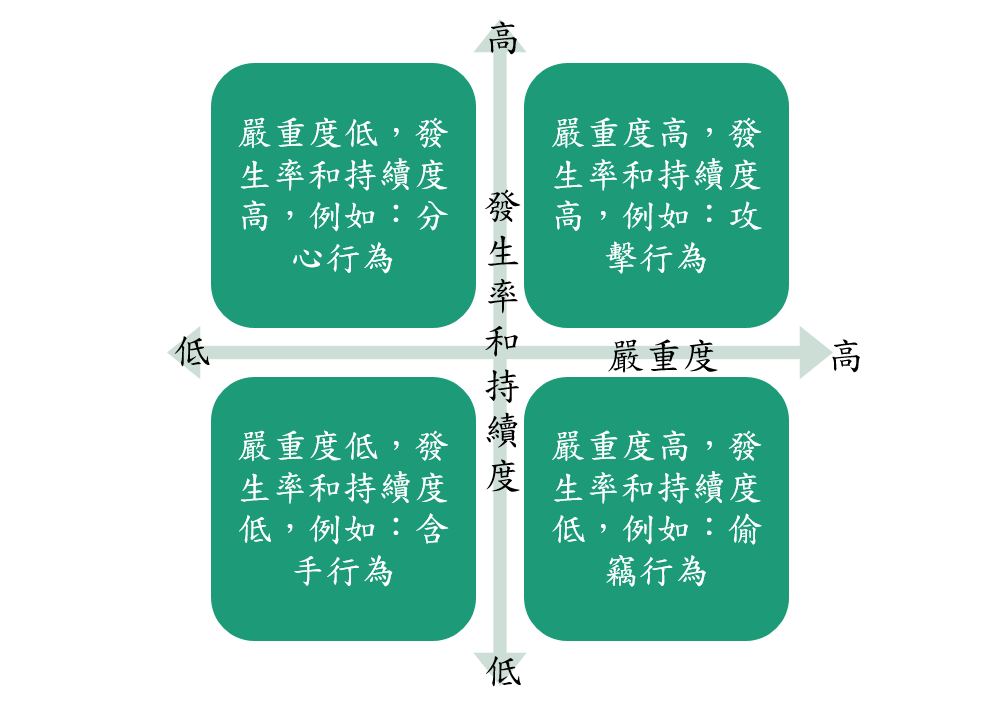 高
嚴重度低，發
生率和持續度
高，例如：分
心行為
嚴重度高，發
生率和持續度
高，例如：攻
擊行為
發
生
率
和
持
續
度
低
嚴重度
高
嚴重度低，發
生率和持續度
低，例如：含
手行為
嚴重度高，發
生率和持續度
低，例如：偷
竊行為
低